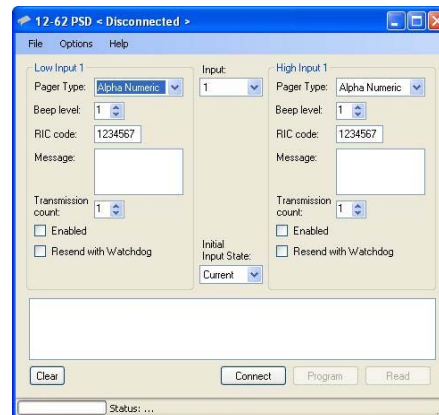 12-62 PSD < Disconnected >
File Options Help
Low Input 1
Pager Type: Alpha Numeric
Beep level: 1
RIC code: 1234567
Message:
Transmission
count: 1
Enabled
Resend with Watchdog
Input:
1
Initial
Input State:
Current
High Input 1
Pager Type: Alpha Numeric
Beep level: 1
RIC code: 1234567
Message:
Transmission
count: 1
Enabled
Resend with Watchdog
Clear Connect Program Read
Status: ...